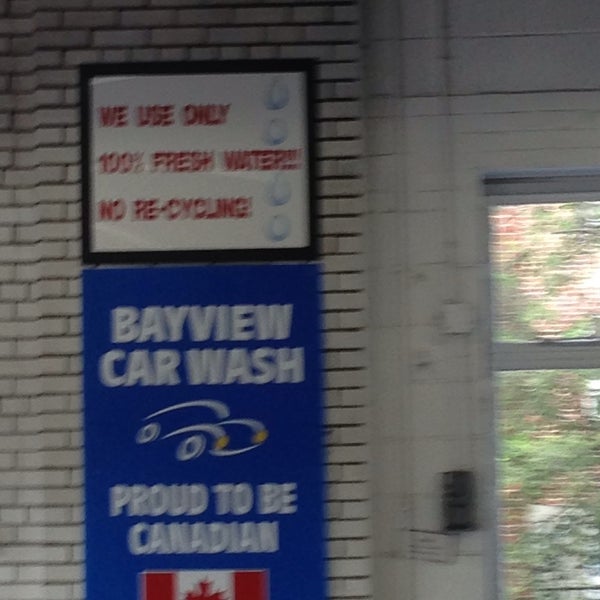 WE USE ONLY
100% FRESH WATER!!!
NO RE-CYCLING!
BAYVIEW
CAR WASH
PROUD TO BE
CANADIAN